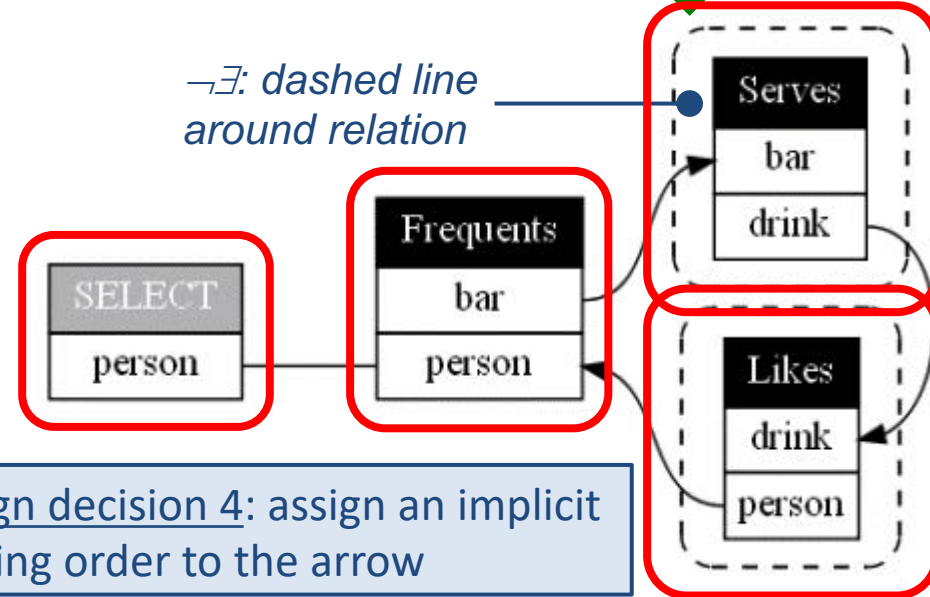 ¬∃: dashed line
around relation
Serves
bar
drink
Frequents
bar
person
SELECT
person
Likes
drink
person
gn decision 4: assign an implicit
ing order to the arrow